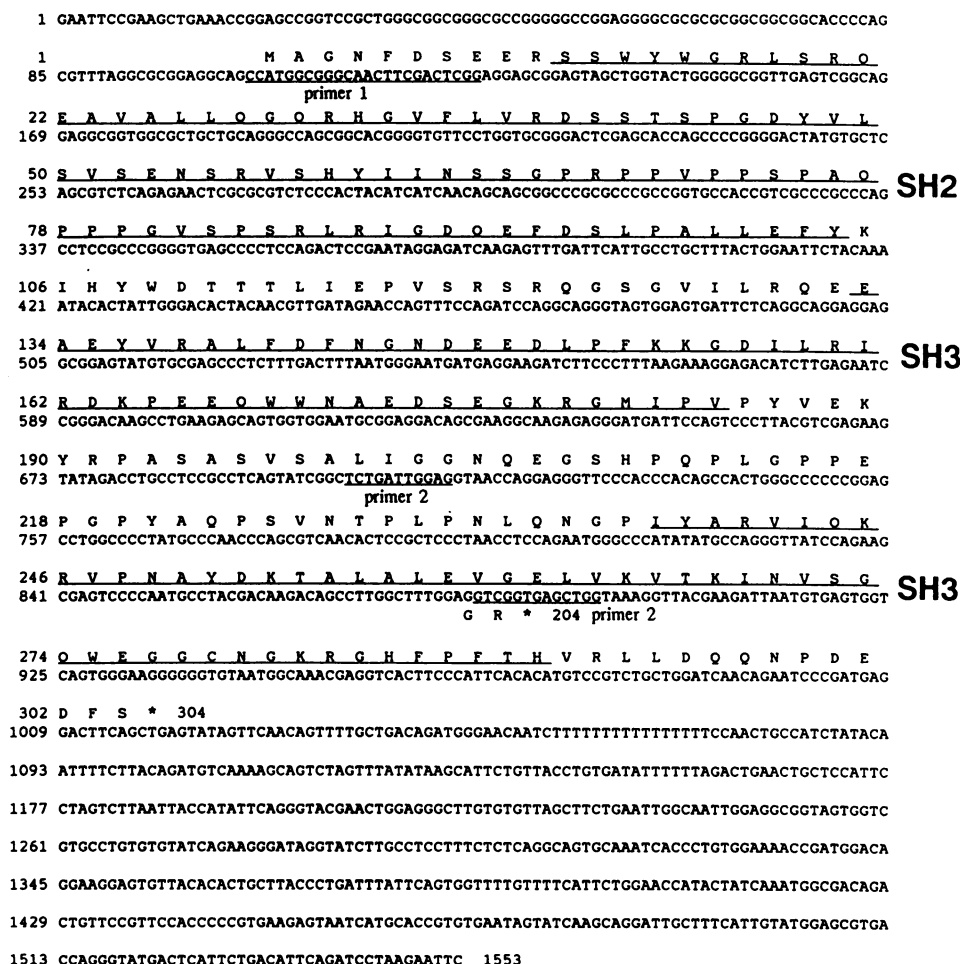 1 GAATTCCGAAGCTGAAACCGGAGCCGGTCCGCTGGGCGGCGGGCGCCGGGGGCCGGAGGGGCGCGCGCGGCGGCGGCACCCCAG
1 M A G N F D S E E R S S W Y W G R L S R Q
85 CGTTTAGGCGCGGAGGCAGCCATGGCGGGCAACTTCGACTCGGAGGAGCGGAGTAGCTGGTACTGGGGGCGGTTGAGTCGGCAG
primer 1
22 E A V A L L Q G Q R H G V F L V R D S S T S P G D Y V L
169 GAGGCGGTGGCGCTGCTGCAGGGCCAGCGGCACGGGGTGTTCCTGGTGCGGGACTCGAGCACCAGCCCCGGGGACTATGTGCTC
50 S V S E N S R V S H Y I I N S S G P R P P V P P S P A Q
253 AGCGTCTCAGAGAACTCGCGCGTCTCCCACTACATCATCAACAGCAGCGGCCCGCGCCCGCCGGTGCCACCGTCGCCCGCCCAG
SH2
78 P P P G V S P S R L R I G D Q E F D S L P A L L E F Y K
337 CCTCCGCCCGGGGTGAGCCCCTCCAGACTCCGAATAGGAGATCAAGAGTTTGATTCATTGCCTGCTTTACTGGAATTCTACAAA
106 I H Y W D T T T L I E P V S R S R Q G S G V I L R Q E E
421 ATACACTATTGGGACACTACAACGTTGATAGAACCAGTTTCCAGATCCAGGCAGGGTAGTGGAGTGATTCTCAGGCAGGAGGAG
134 A E Y V R A L F D F N G N D E E D L P F K K G D I L R I
505 GCGGAGTATGTGCGAGCCCTCTTTGACTTTAATGGGAATGATGAGGAAGATCTTCCCTTTAAGAAAGGAGACATCTTGAGAATC
SH3
162 R D K P E E Q W W N A E D S E G K R G M I P V P Y V E K
589 CGGGACAAGCCTGAAGAGCAGTGGTGGAATGCGGAGGACAGCGAAGGCAAGAGAGGGATGATTCCAGTCCCTTACGTCGAGAAG
190 Y R P A S A S V S A L I G G N Q E G S H P Q P L G P P E
673 TATAGACCTGCCTCCGCCTCAGTATCGGCTCTGATTGGAGGTAACCAGGAGGGTTCCCACCCACAGCCACTGGGCCCCCCGGAG
primer 2
218 P G P Y A Q P S V N T P L P N L Q N G P I Y A R V I Q K
757 CCTGGCCCCTATGCCCAACCCAGCGTCAACACTCCGCTCCCTAACCTCCAGAATGGGCCCATATATGCCAGGGTTATCCAGAAG
246 R V P N A Y D K T A L A L E V G E L V K V T K I N V S G
841 CGAGTCCCCAATGCCTACGACAAGACAGCCTTGGCTTTGGAGGTCGGTGAGCTGGTAAAGGTTACGAAGATTAATGTGAGTGGT
SH3
G R * 204 primer 2
274 Q W E G G C N G K R G H F P F T H V R L L D Q Q N P D E
925 CAGTGGGAAGGGGGGTGTAATGGCAAACGAGGTCACTTCCCATTCACACATGTCCGTCTGCTGGATCAACAGAATCCCGATGAG
302 D F S * 304
1009 GACTTCAGCTGAGTATAGTTCAACAGTTTTGCTGACAGATGGGAACAATCTTTTTTTTTTTTTTTTCCAACTGCCATCTATACA
1093 ATTTTCTTACAGATGTCAAAAGCAGTCTAGTTTATATAAGCATTCTGTTACCTGTGATATTTTTTAGACTGAACTGCTCCATTC
1177 CTAGTCTTAATTACCATATTCAGGGTACGAACTGGAGGGCTTGTGTGTTAGCTTCTGAATTGGCAATTGGAGGCGGTAGTGGTC
1261 GTGCCTGTGTGTATCAGAAGGGATAGGTATCTTGCCTCCTTTCTCTCAGGCAGTGCAAATCACCCTGTGGAAAACCGATGGACA
1345 GGAAGGAGTGTTACACACTGCTTACCCTGATTTATTCAGTGGTTTTGTTTTCATTCTGGAACCATACTATCAAATGGCGACAGA
1429 CTGTTCCGTTCCACCCCCGTGAAGAGTAATCATGCACCGTGTGAATAGTATCAAGCAGGATTGCTTTCATTGTATGGAGCGTGA
1513 CCAGGGTATGACTCATTCTGACATTCAGATCCTAAGAATTC 1553